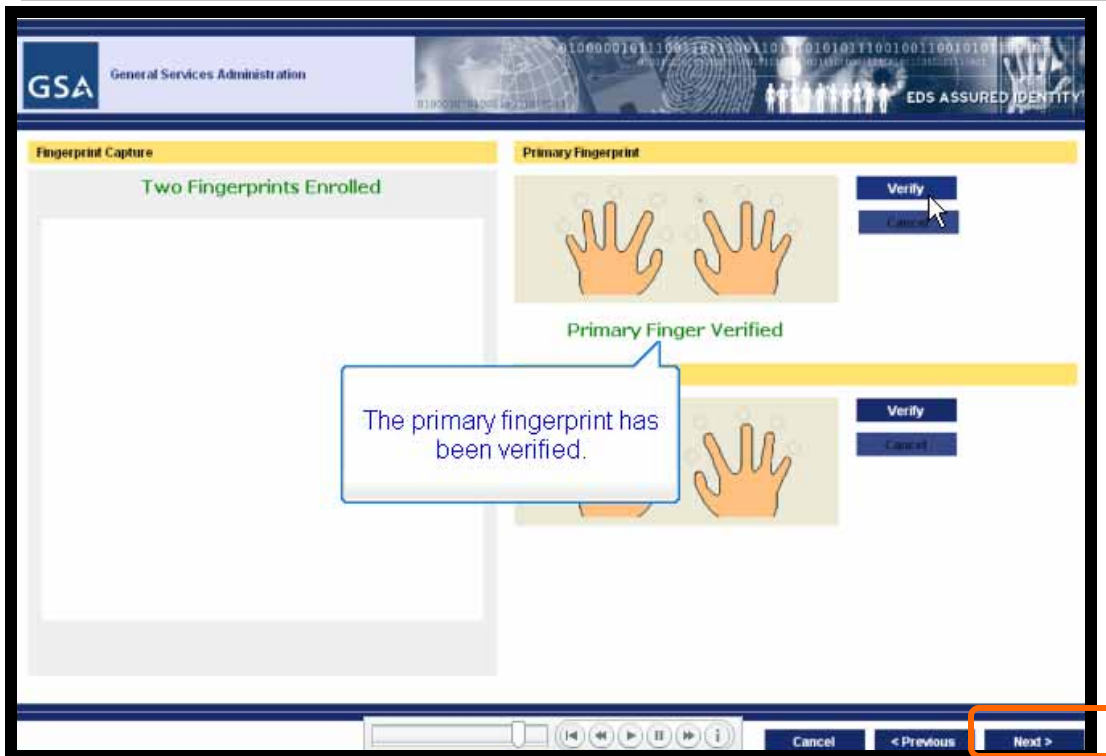 GSA
General Services Administration
EDS ASSURED IDENTITY
Fingerprint Capture
Two Fingerprints Enrolled
Primary Fingerprint
Verify
Cancel
Primary Finger Verified
The primary fingerprint has
been verified.
Verify
Cancel
Cancel
< Previous
Next >